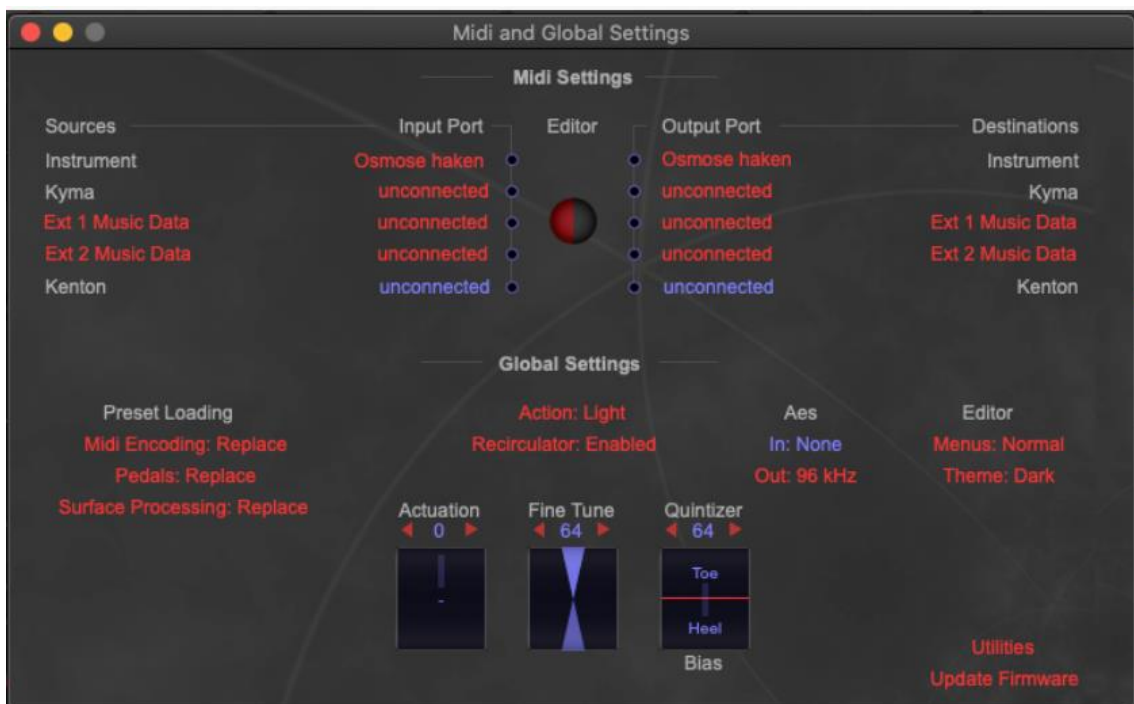 Midi and Global Settings
Midi Settings
Sources Input Port Editor Output Port Destinations
Instrument Osmose haken Osmose haken Instrument
Kyma unconnected unconnected Kyma
Ext 1 Music Data unconnected unconnected Ext 1 Music Data
Ext 2 Music Data unconnected unconnected Ext 2 Music Data
Kenton unconnected unconnected Kenton
Global Settings
Preset Loading Action: Light Aes Editor
Midi Encoding: Replace Recirculator: Enabled In: None Menus: Normal
Pedals: Replace Out: 96 kHz Theme: Dark
Surface Processing: Replace
Actuation Fine Tune Quintizer
0 64 64
-
Toe
Heel
Bias
Utilities
Update Firmware